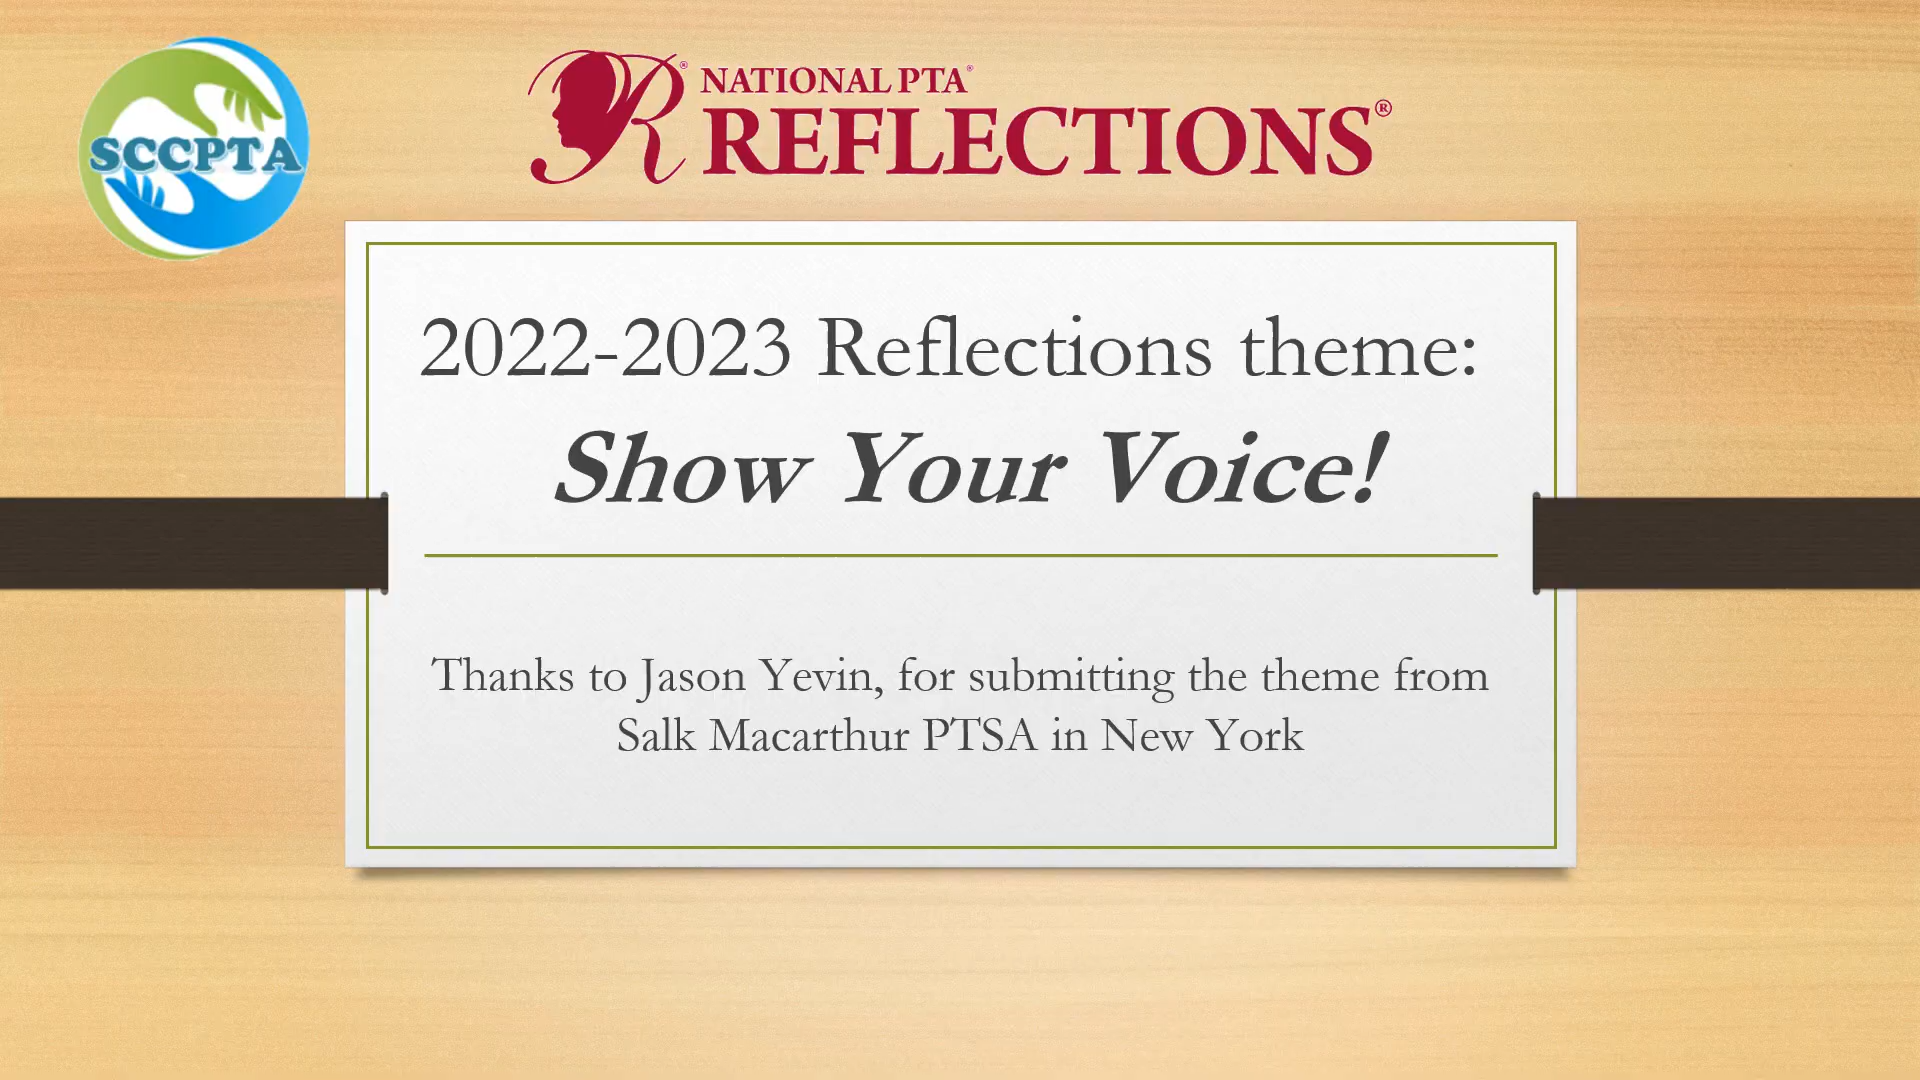 SCCPTA
NATIONAL PTA®
REFLECTIONS®
2022-2023 Reflections theme:
Show Your Voice!
Thanks to Jason Yevin, for submitting the theme from
Salk Macarthur PTSA in New York